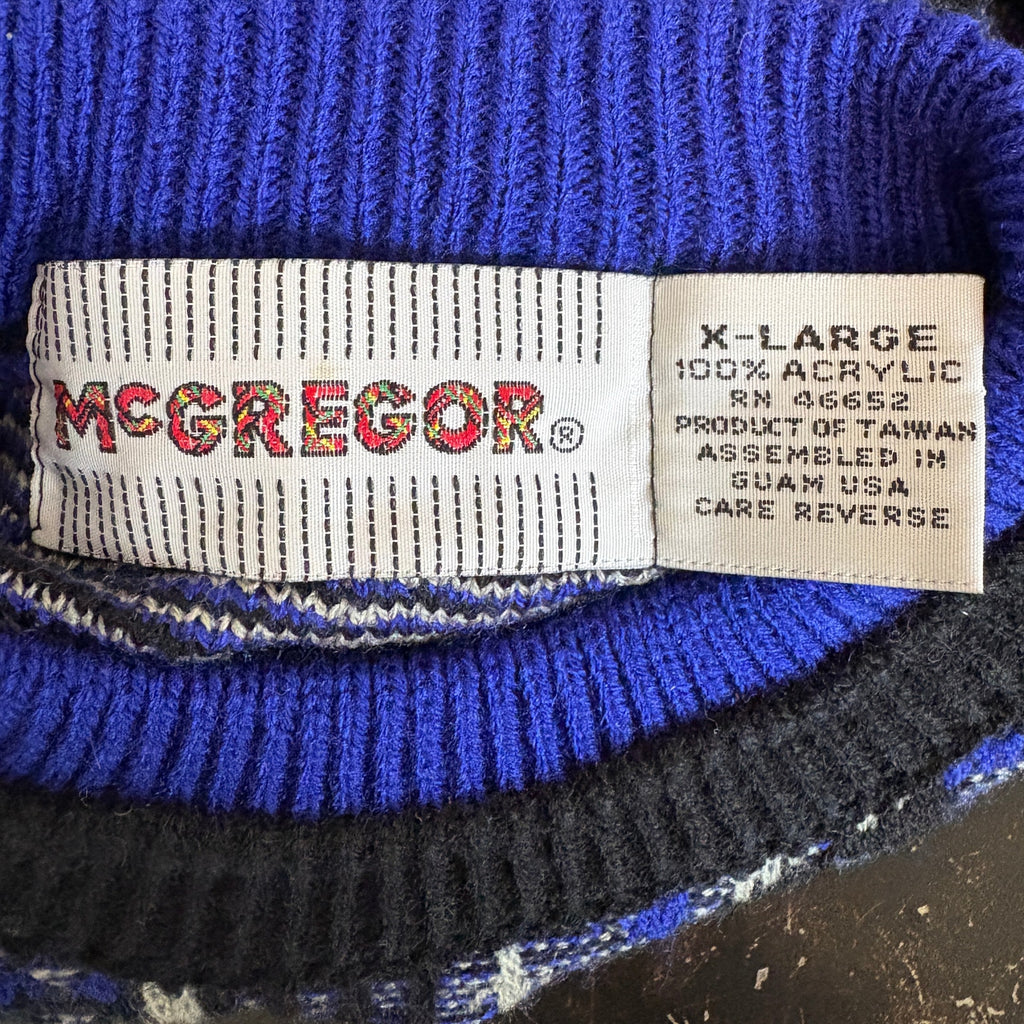 McGREGOR®
X-LARGE
100% ACRYLIC
RN 46652
PRODUCT OF TAIWAN
ASSEMBLED IN
GUAM USA
CARE REVERSE